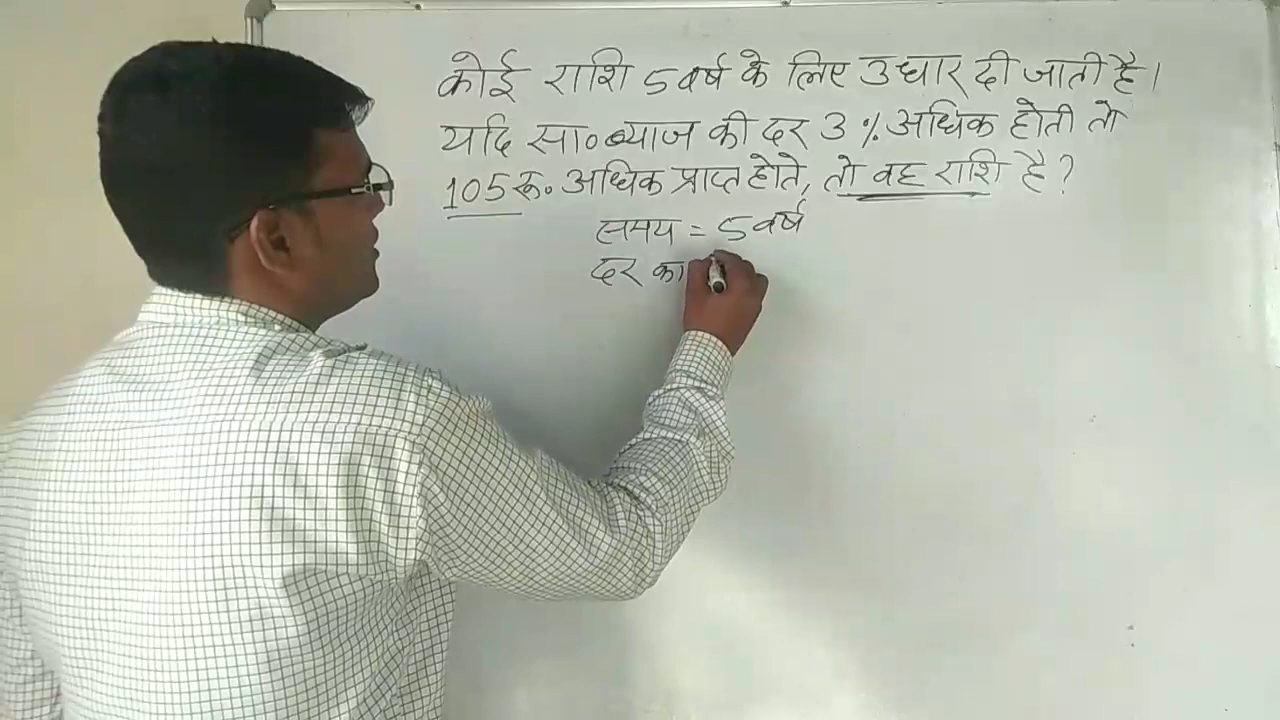 कोई राशि 5 वर्ष के लिए उधार दी जाती है।
यदि सा० ब्याज की दर 3 % अधिक होती तो
105 रू० अधिक प्राप्त होते, तो वह राशि है ?
समय = 5 वर्ष
दर का